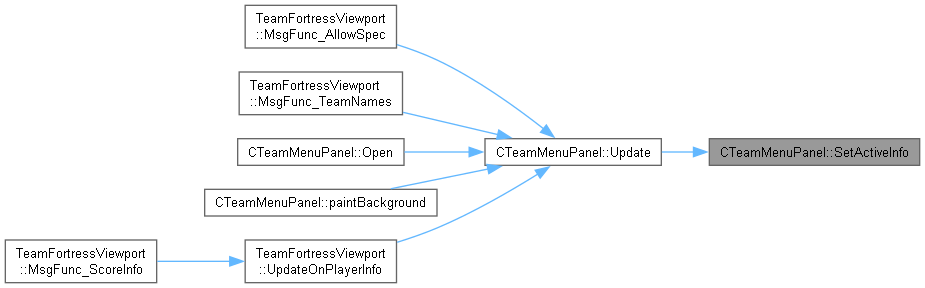 TeamFortressViewport
::MsgFunc_AllowSpec
TeamFortressViewport
::MsgFunc_TeamNames
CTeamMenuPanel::Open
CTeamMenuPanel::Update
CTeamMenuPanel::SetActiveInfo
CTeamMenuPanel::paintBackground
TeamFortressViewport
::MsgFunc_ScoreInfo
TeamFortressViewport
::UpdateOnPlayerInfo